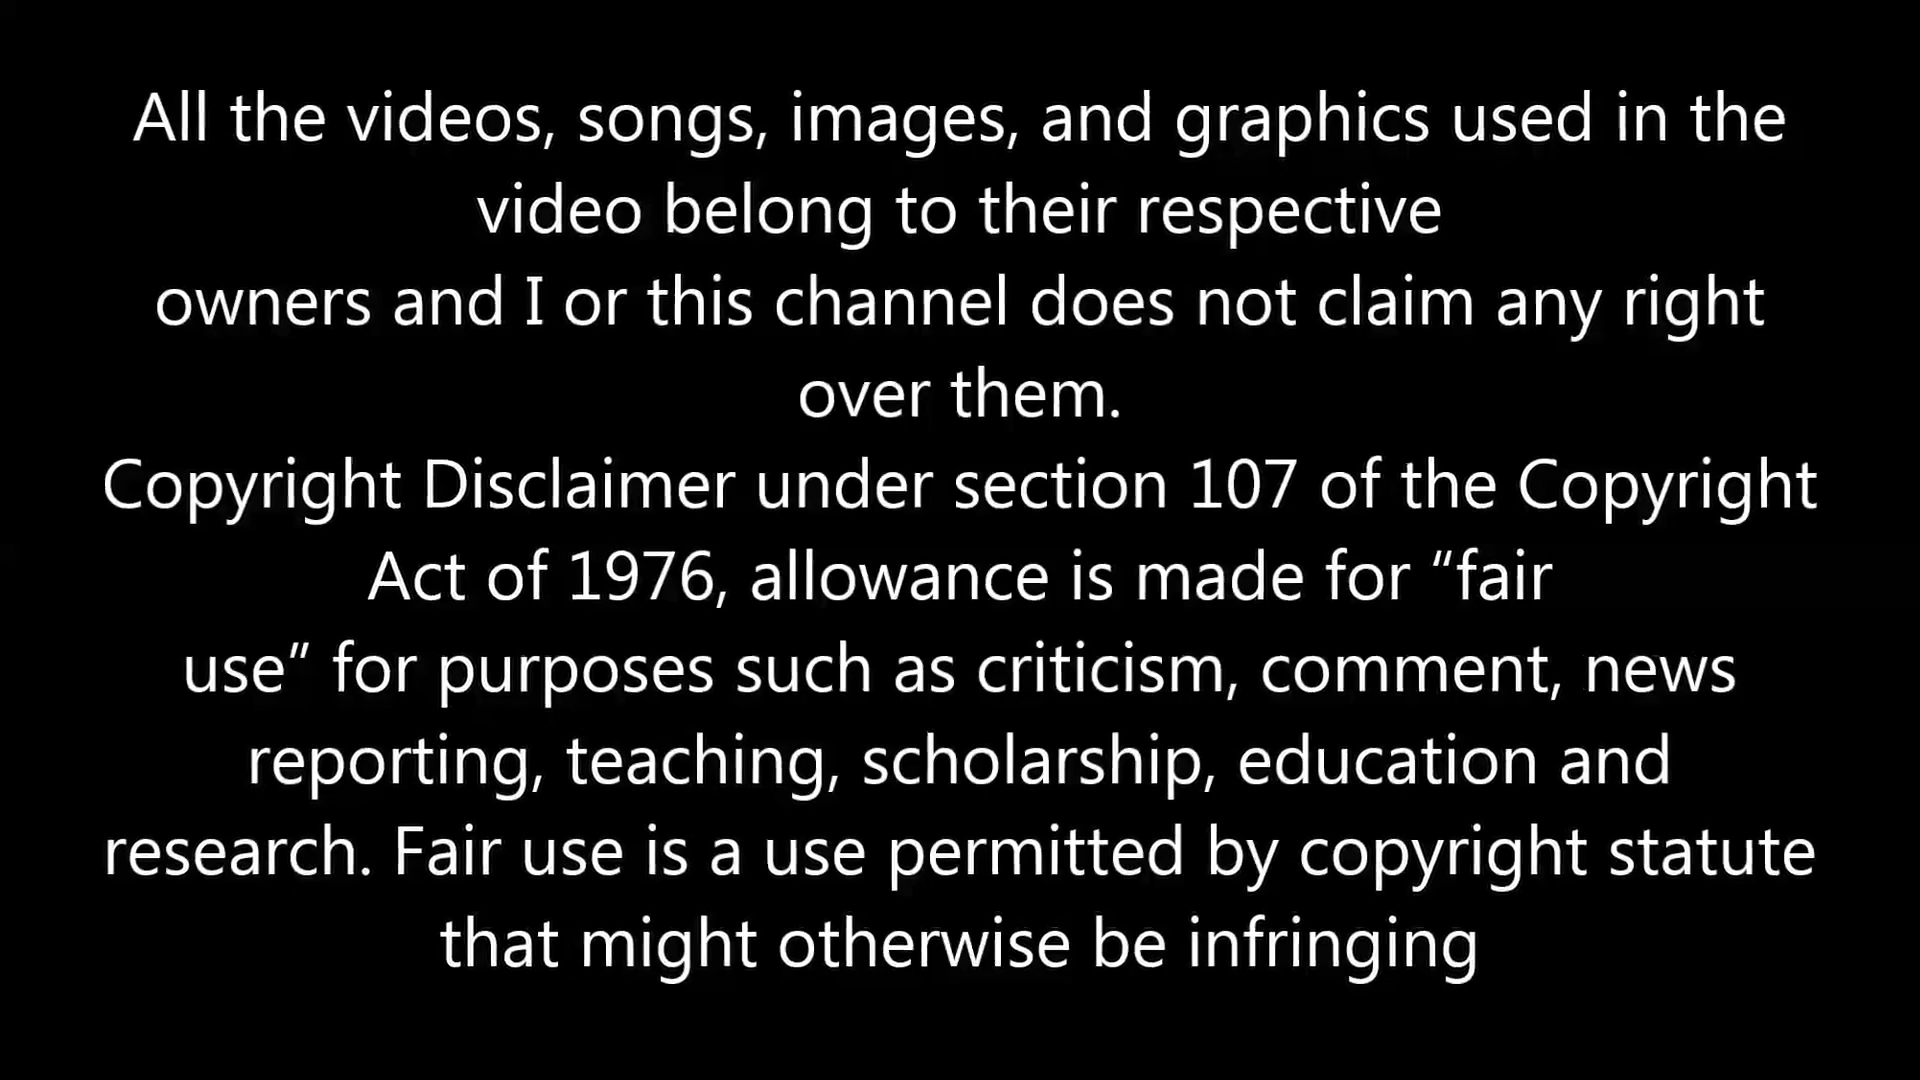 All the videos, songs, images, and graphics used in the
video belong to their respective
owners and I or this channel does not claim any right
over them.
Copyright Disclaimer under section 107 of the Copyright
Act of 1976, allowance is made for “fair
use” for purposes such as criticism, comment, news
reporting, teaching, scholarship, education and
research. Fair use is a use permitted by copyright statute
that might otherwise be infringing